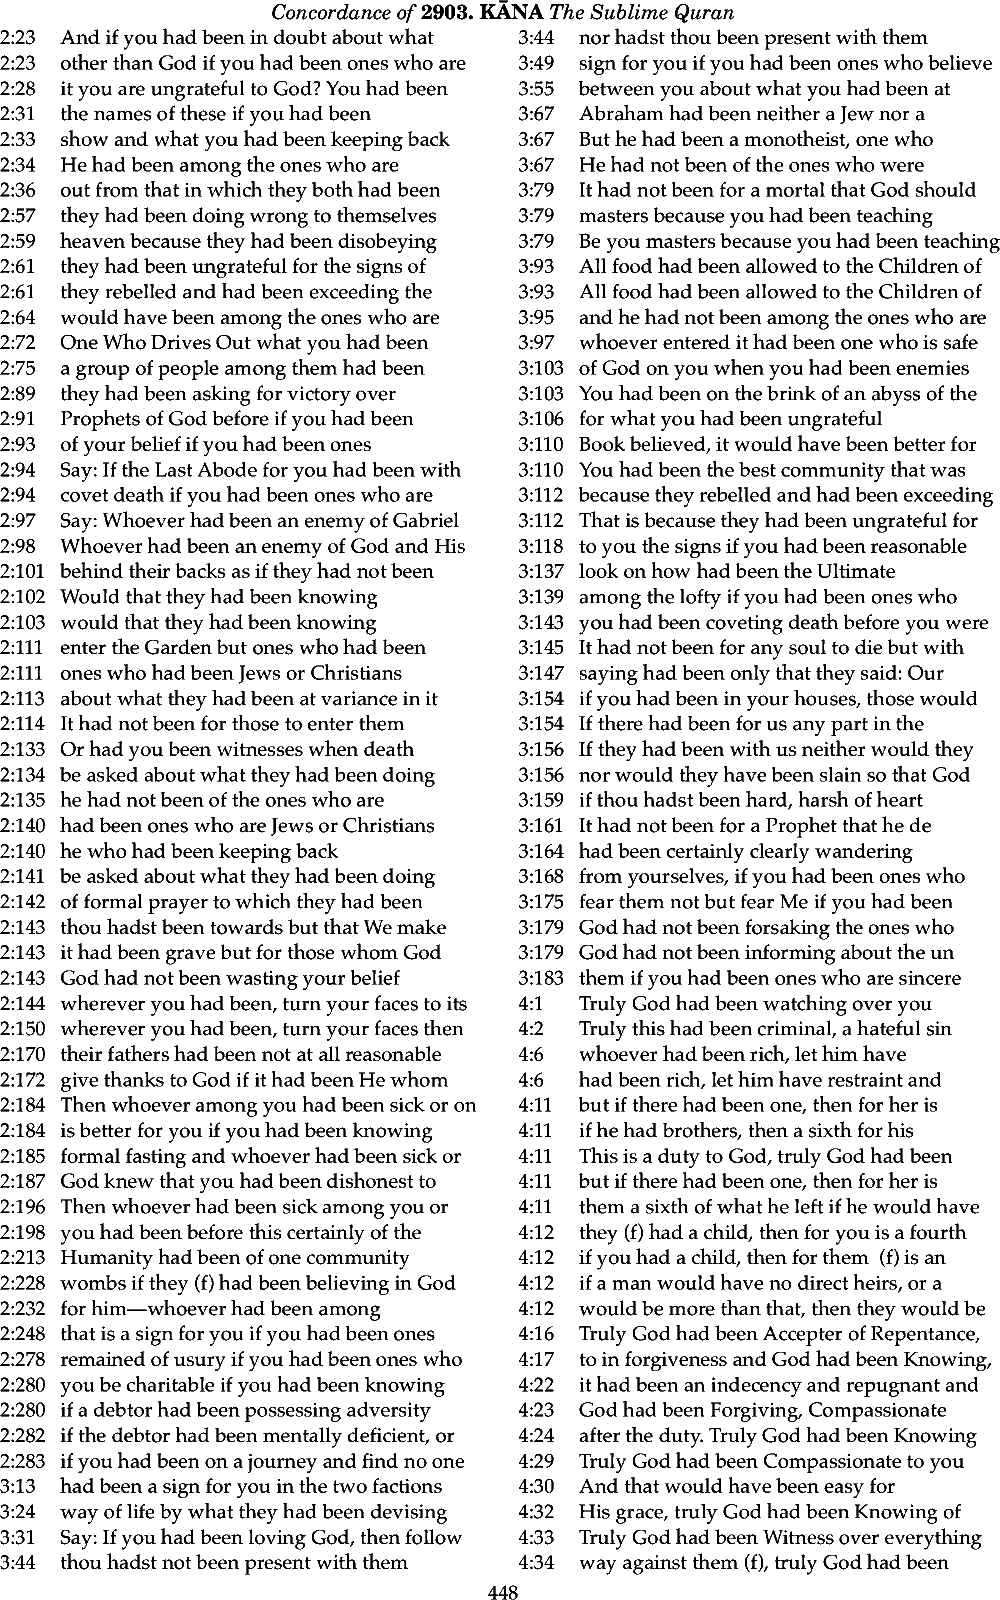 Concordance of 2903. KĀNA The Sublime Quran
2:23 And if you had been in doubt about what
2:23 other than God if you had been ones who are
2:28 it you are ungrateful to God? You had been
2:31 the names of these if you had been
2:33 show and what you had been keeping back
2:34 He had been among the ones who are
2:36 out from that in which they both had been
2:57 they had been doing wrong to themselves
2:59 heaven because they had been disobeying
2:61 they had been ungrateful for the signs of
2:61 they rebelled and had been exceeding the
2:64 would have been among the ones who are
2:72 One Who Drives Out what you had been
2:75 a group of people among them had been
2:89 they had been asking for victory over
2:91 Prophets of God before if you had been
2:93 of your belief if you had been ones
2:94 Say: If the Last Abode for you had been with
2:94 covet death if you had been ones who are
2:97 Say: Whoever had been an enemy of Gabriel
2:98 Whoever had been an enemy of God and His
2:101 behind their backs as if they had not been
2:102 Would that they had been knowing
2:103 would that they had been knowing
2:111 enter the Garden but ones who had been
2:111 ones who had been Jews or Christians
2:113 about what they had been at variance in it
2:114 It had not been for those to enter them
2:133 Or had you been witnesses when death
2:134 be asked about what they had been doing
2:135 he had not been of the ones who are
2:140 had been ones who are Jews or Christians
2:140 he who had been keeping back
2:141 be asked about what they had been doing
2:142 of formal prayer to which they had been
2:143 thou hadst been towards but that We make
2:143 it had been grave but for those whom God
2:143 God had not been wasting your belief
2:144 wherever you had been, turn your faces to its
2:150 wherever you had been, turn your faces then
2:170 their fathers had been not at all reasonable
2:172 give thanks to God if it had been He whom
2:184 Then whoever among you had been sick or on
2:184 is better for you if you had been knowing
2:185 formal fasting and whoever had been sick or
2:187 God knew that you had been dishonest to
2:196 Then whoever had been sick among you or
2:198 you had been before this certainly of the
2:213 Humanity had been of one community
2:228 wombs if they (f) had been believing in God
2:232 for him—whoever had been among
2:248 that is a sign for you if you had been ones
2:278 remained of usury if you had been ones who
2:280 you be charitable if you had been knowing
2:280 if a debtor had been possessing adversity
2:282 if the debtor had been mentally deficient, or
2:283 if you had been on a journey and find no one
3:13 had been a sign for you in the two factions
3:24 way of life by what they had been devising
3:31 Say: If you had been loving God, then follow
3:44 thou hadst not been present with them
3:44 nor hadst thou been present with them
3:49 sign for you if you had been ones who believe
3:55 between you about what you had been at
3:67 Abraham had been neither a Jew nor a
3:67 But he had been a monotheist, one who
3:67 He had not been of the ones who were
3:79 It had not been for a mortal that God should
3:79 masters because you had been teaching
3:79 Be you masters because you had been teaching
3:93 All food had been allowed to the Children of
3:93 All food had been allowed to the Children of
3:95 and he had not been among the ones who are
3:97 whoever entered it had been one who is safe
3:103 of God on you when you had been enemies
3:103 You had been on the brink of an abyss of the
3:106 for what you had been ungrateful
3:110 Book believed, it would have been better for
3:110 You had been the best community that was
3:112 because they rebelled and had been exceeding
3:112 That is because they had been ungrateful for
3:118 to you the signs if you had been reasonable
3:137 look on how had been the Ultimate
3:139 among the lofty if you had been ones who
3:143 you had been coveting death before you were
3:145 It had not been for any soul to die but with
3:147 saying had been only that they said: Our
3:154 if you had been in your houses, those would
3:154 If there had been for us any part in the
3:156 If they had been with us neither would they
3:156 nor would they have been slain so that God
3:159 if thou hadst been hard, harsh of heart
3:161 It had not been for a Prophet that he de
3:164 had been certainly clearly wandering
3:168 from yourselves, if you had been ones who
3:175 fear them not but fear Me if you had been
3:179 God had not been forsaking the ones who
3:179 God had not been informing about the un
3:183 them if you had been ones who are sincere
4:1 Truly God had been watching over you
4:2 Truly this had been criminal, a hateful sin
4:6 whoever had been rich, let him have
4:6 had been rich, let him have restraint and
4:11 but if there had been one, then for her is
4:11 if he had brothers, then a sixth for his
4:11 This is a duty to God, truly God had been
4:11 but if there had been one, then for her is
4:11 them a sixth of what he left if he would have
4:12 they (f) had a child, then for you is a fourth
4:12 if you had a child, then for them (f) is an
4:12 if a man would have no direct heirs, or a
4:12 would be more than that, then they would be
4:16 Truly God had been Accepter of Repentance,
4:17 to in forgiveness and God had been Knowing,
4:22 it had been an indecency and repugnant and
4:23 God had been Forgiving, Compassionate
4:24 after the duty. Truly God had been Knowing
4:29 Truly God had been Compassionate to you
4:30 And that would have been easy for
4:32 His grace, truly God had been Knowing of
4:33 Truly God had been Witness over everything
4:34 way against them (f), truly God had been
448